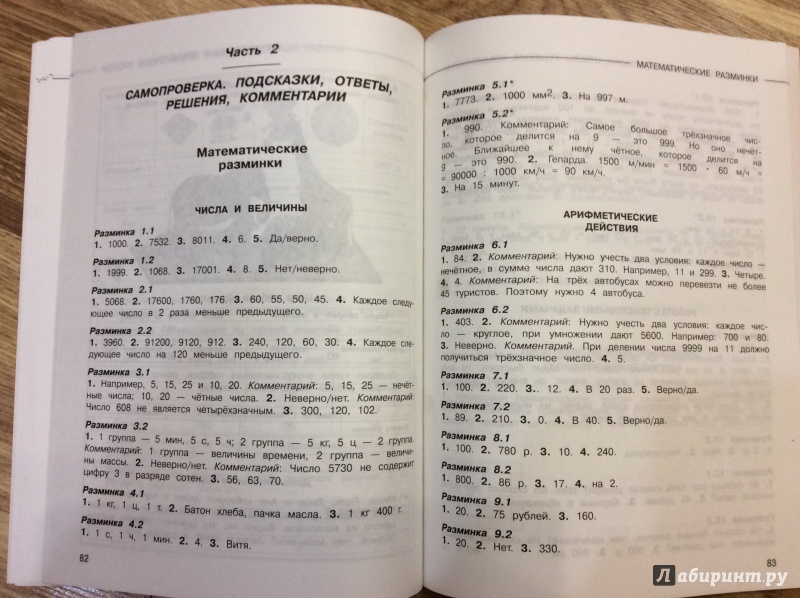 Часть 2
САМОПРОВЕРКА. ПОДСКАЗКИ, ОТВЕТЫ,
РЕШЕНИЯ, КОММЕНТАРИИ
Математические
разминки
ЧИСЛА И ВЕЛИЧИНЫ
Разминка 1.1
1. 1000. 2. 7532. 3. 8011. 4. 6. 5. Да/верно.
Разминка 1.2
1. 1999. 2. 1068. 3. 17001. 4. 8. 5. Нет/неверно.
Разминка 2.1
1. 5068. 2. 17600, 1760, 176. 3. 60, 55, 50, 45. 4. Каждое следу-
ющее число в 2 раза меньше предыдущего.
Разминка 2.2
1. 3960. 2. 91200, 9120, 912. 3. 240, 120, 60, 30. 4. Каждое сле-
дующее число на 120 меньше предыдущего.
Разминка 3.1
1. Например, 5, 15, 25 и 10, 20. Комментарий: 5, 15, 25 — нечёт-
ные числа; 10, 20 — чётные числа. 2. Неверно/нет. Комментарий:
Число 608 не является четырёхзначным. 3. 300, 120, 102.
Разминка 3.2
1. 1 группа — 5 мин, 5 с, 5 ч; 2 группа — 5 кг, 5 ц — 2 группа.
Комментарий: 1 группа — величины времени, 2 группа — величи-
ны массы. 2. Неверно/нет. Комментарий: Число 5730 не содержит
цифру 3 в разряде сотен. 3. 56, 63, 70.
Разминка 4.1
1. 1 кг, 1 ц, 1 т. 2. Батон хлеба, пачка масла. 3. 1 кг 400 г.
Разминка 4.2
1. 1 с, 1 ч, 1 мин. 2. 4. 3. Витя.
82
МАТЕМАТИЧЕСКИЕ РАЗМИНКИ
Разминка 5.1*
1. 7773. 2. 1000 мм2. 3. На 997 м.
Разминка 5.2*
1. 990. Комментарий: Самое большое трёхзначное чис-
ло, которое делится на 9 — это 999. Но оно нечёт-
ное. Ближайшее к нему чётное, которое делится на
9 — это 990. 2. Гепарда. 1500 м/мин = 1500 · 60 м/ч =
= 90000 : 1000 км/ч = 90 км/ч.
3. На 15 минут.
АРИФМЕТИЧЕСКИЕ
ДЕЙСТВИЯ
Разминка 6.1
1. 84. 2. Комментарий: Нужно учесть два условия: каждое число —
нечётное, в сумме числа дают 310. Например, 11 и 299. 3. Четыре.
4. 4. Комментарий: На трёх автобусах можно перевезти не более
45 туристов. Поэтому нужно 4 автобуса.
Разминка 6.2
1. 403. 2. Комментарий: Нужно учесть два условия: каждое чис-
ло — круглое, при умножении дают 5600. Например: 700 и 80.
3. Неверно. Комментарий: При делении числа 9999 на 11 должно
получиться трёхзначное число. 4. 5.
Разминка 7.1
1. 100. 2. 220. 3.. 12. 4. В 20 раз. 5. Верно/да.
Разминка 7.2
1. 89. 2. 210. 3. 0. 4. В 40. 5. Верно/да.
Разминка 8.1
1. 100. 2. 780 р. 3. 10. 4. 240.
Разминка 8.2
1. 800. 2. 86 р. 3. 17. 4. на 2.
Разминка 9.1
1. 20. 2. 75 рублей. 3. 160.
Разминка 9.2
1. 20. 2. Нет. 3. 330.
83
Лабиринт.ру